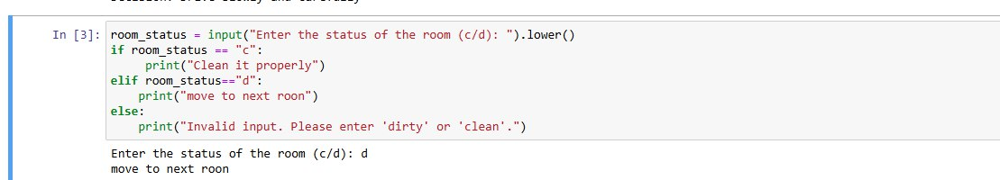 In [3]: room_status = input("Enter the status of the room (c/d): ").lower()
if room_status == "c":
     print("Clean it properly")
elif room_status=="d":
    print("move to next roon")
else:
    print("Invalid input. Please enter 'dirty' or 'clean'.")
Enter the status of the room (c/d): d
move to next roon